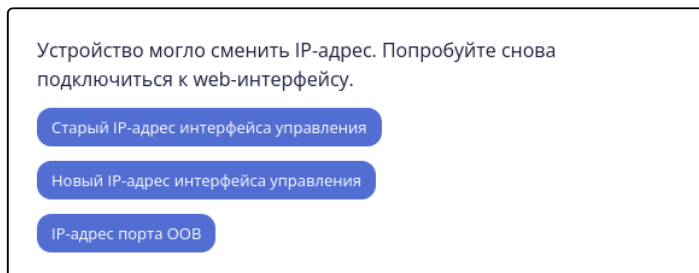 Устройство могло сменить IP-адрес. Попробуйте снова
подключиться к web-интерфейсу.
Старый IP-адрес интерфейса управления
Новый IP-адрес интерфейса управления
IP-адрес порта OOB